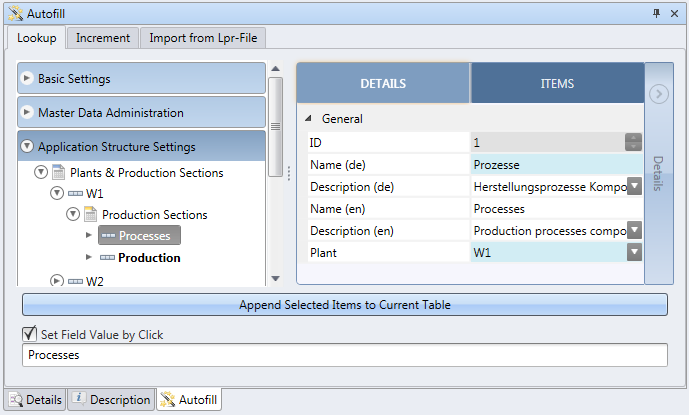 Autofill
Lookup Increment Import from Lpr-File
Basic Settings
Master Data Administration
Application Structure Settings
Plants & Production Sections
W1
Production Sections
Processes
Production
W2
DETAILS ITEMS
General
ID 1
Name (de) Prozesse
Description (de) Herstellungsprozesse Kompo
Name (en) Processes
Description (en) Production processes compo
Plant W1
Details
Append Selected Items to Current Table
Set Field Value by Click
Processes
Details Description Autofill